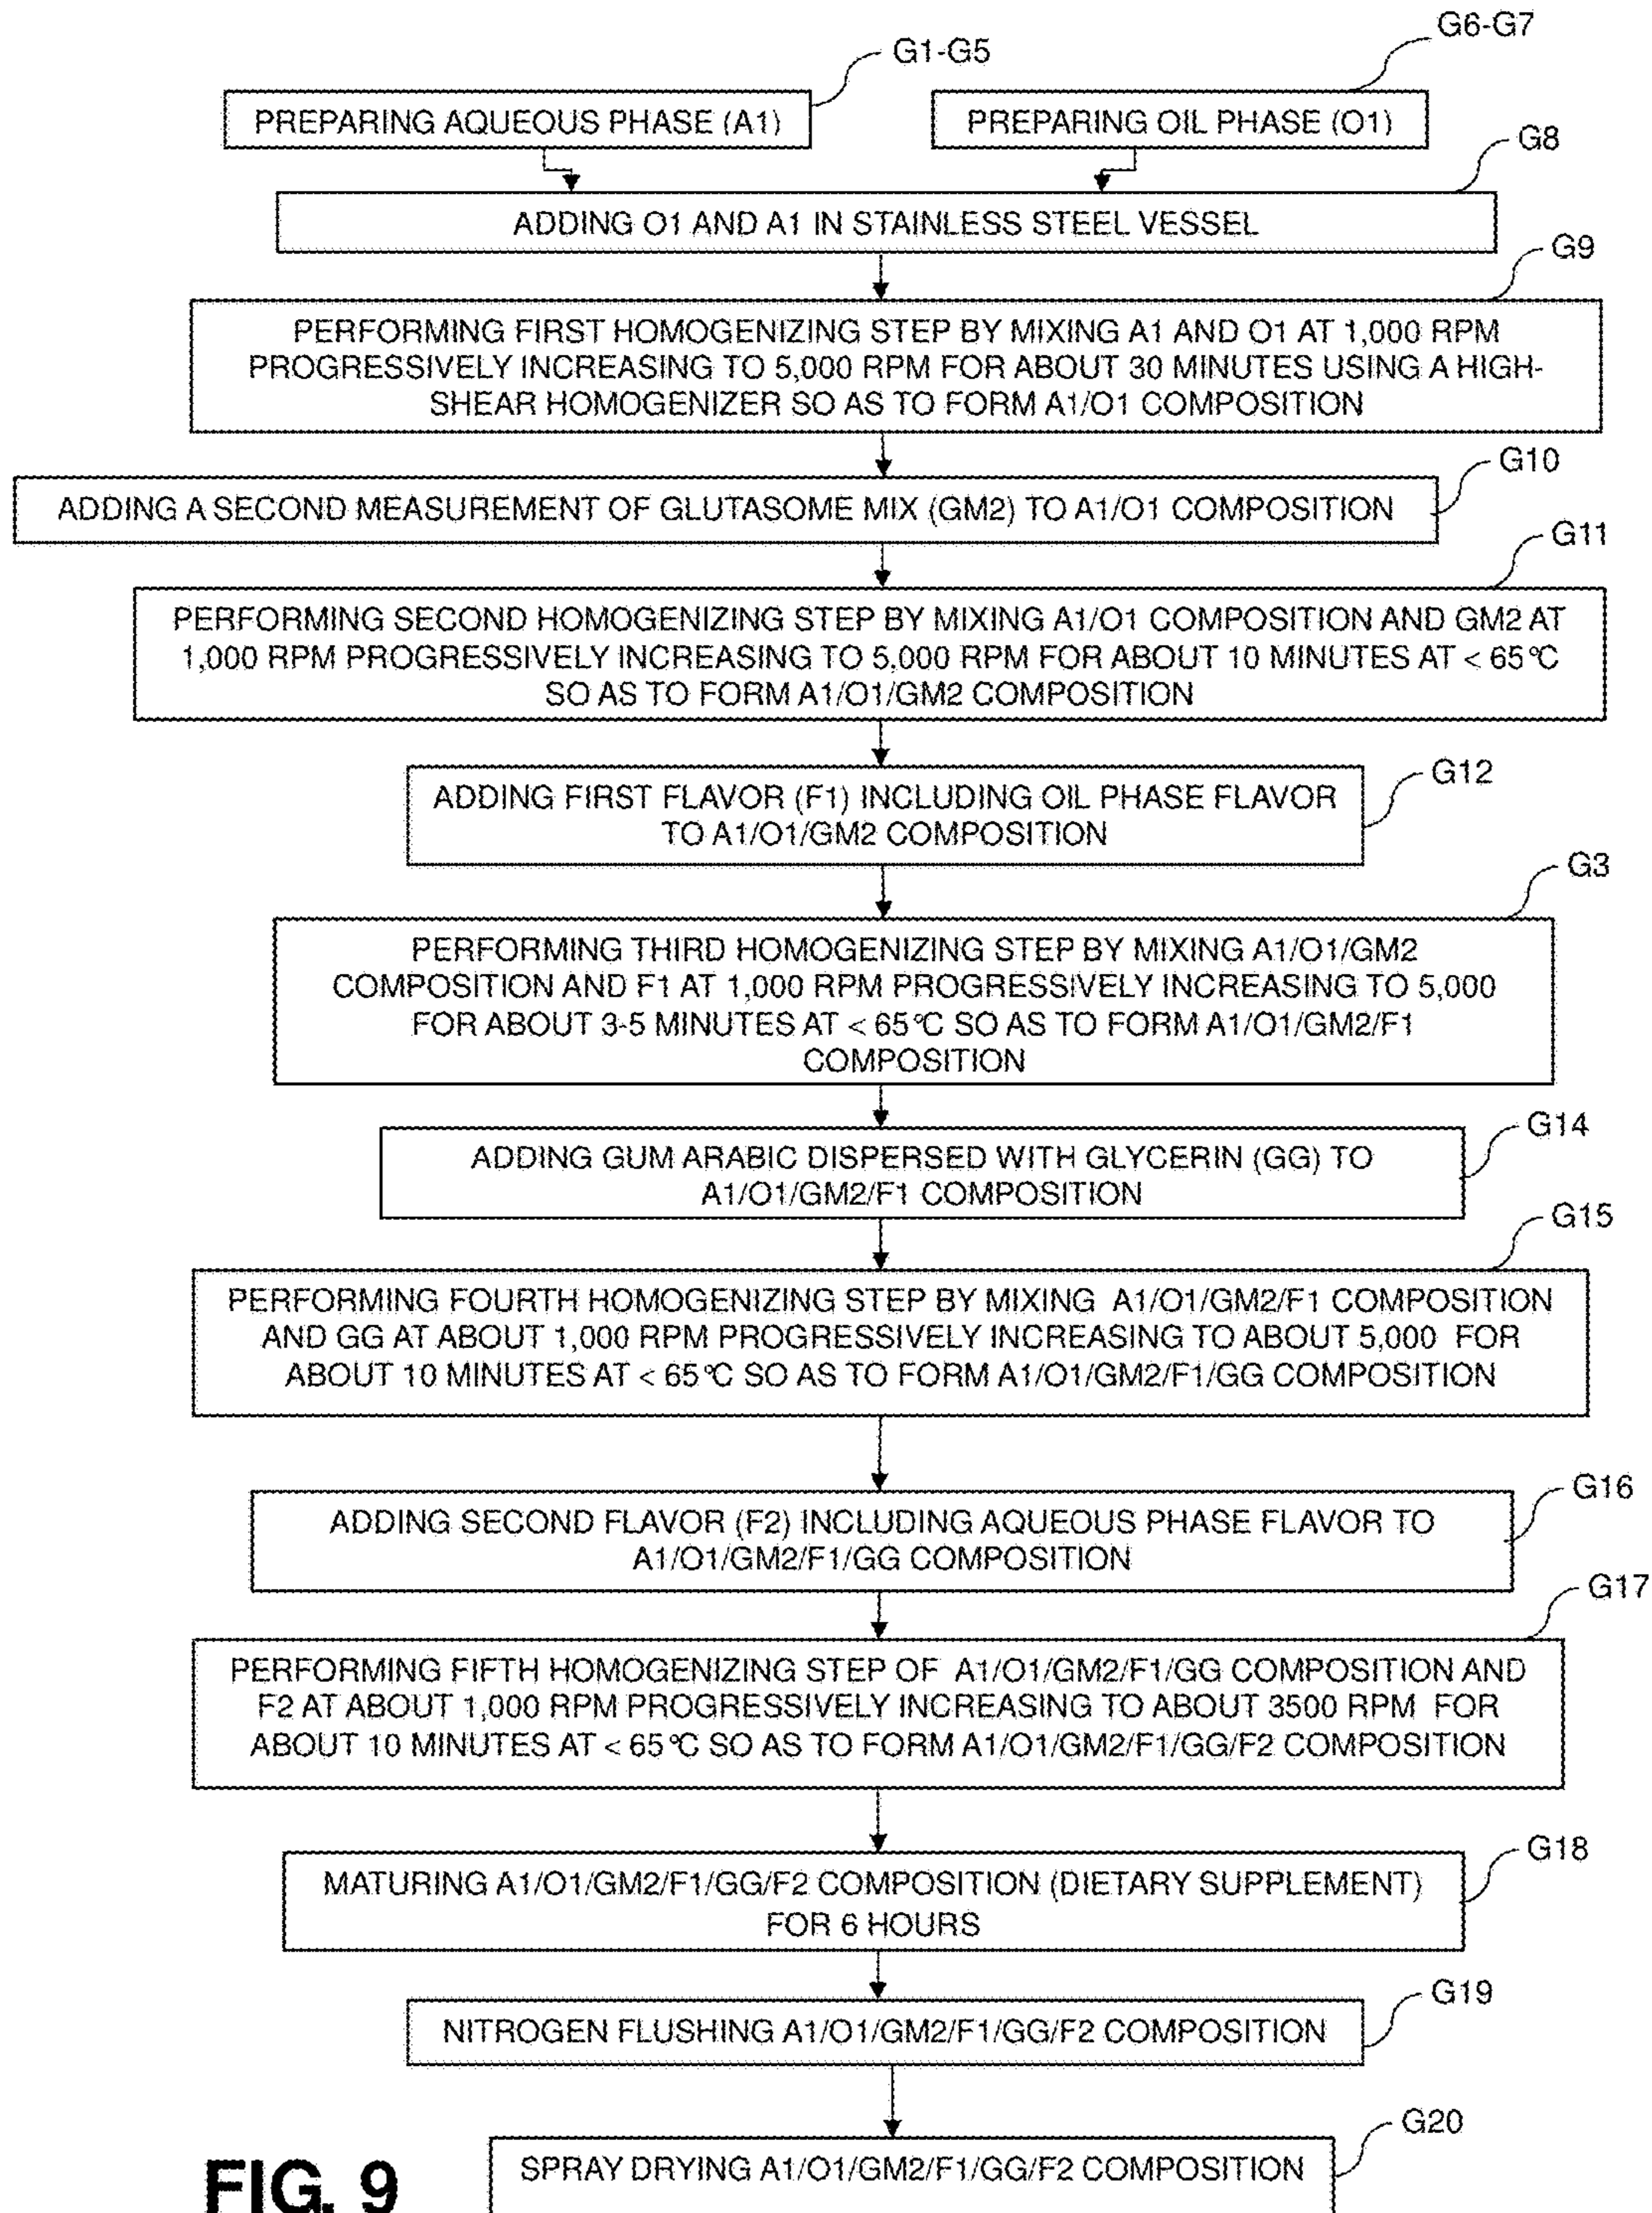 G1-G5
G6-G7
PREPARING AQUEOUS PHASE (A1)
PREPARING OIL PHASE (O1)
G8
ADDING O1 AND A1 IN STAINLESS STEEL VESSEL
G9
PERFORMING FIRST HOMOGENIZING STEP BY MIXING A1 AND O1 AT 1,000 RPM
PROGRESSIVELY INCREASING TO 5,000 RPM FOR ABOUT 30 MINUTES USING A HIGH-
SHEAR HOMOGENIZER SO AS TO FORM A1/O1 COMPOSITION
G10
ADDING A SECOND MEASUREMENT OF GLUTASOME MIX (GM2) TO A1/O1 COMPOSITION
G11
PERFORMING SECOND HOMOGENIZING STEP BY MIXING A1/O1 COMPOSITION AND GM2 AT
1,000 RPM PROGRESSIVELY INCREASING TO 5,000 RPM FOR ABOUT 10 MINUTES AT < 65°C
SO AS TO FORM A1/O1/GM2 COMPOSITION
G12
ADDING FIRST FLAVOR (F1) INCLUDING OIL PHASE FLAVOR
TO A1/O1/GM2 COMPOSITION
G3
PERFORMING THIRD HOMOGENIZING STEP BY MIXING A1/O1/GM2
COMPOSITION AND F1 AT 1,000 RPM PROGRESSIVELY INCREASING TO 5,000
FOR ABOUT 3-5 MINUTES AT < 65°C SO AS TO FORM A1/O1/GM2/F1
COMPOSITION
G14
ADDING GUM ARABIC DISPERSED WITH GLYCERIN (GG) TO
A1/O1/GM2/F1 COMPOSITION
G15
PERFORMING FOURTH HOMOGENIZING STEP BY MIXING A1/O1/GM2/F1 COMPOSITION
AND GG AT ABOUT 1,000 RPM PROGRESSIVELY INCREASING TO ABOUT 5,000 FOR
ABOUT 10 MINUTES AT < 65°C SO AS TO FORM A1/O1/GM2/F1/GG COMPOSITION
G16
ADDING SECOND FLAVOR (F2) INCLUDING AQUEOUS PHASE FLAVOR TO
A1/O1/GM2/F1/GG COMPOSITION
G17
PERFORMING FIFTH HOMOGENIZING STEP OF A1/O1/GM2/F1/GG COMPOSITION AND
F2 AT ABOUT 1,000 RPM PROGRESSIVELY INCREASING TO ABOUT 3500 RPM FOR
ABOUT 10 MINUTES AT < 65°C SO AS TO FORM A1/O1/GM2/F1/GG/F2 COMPOSITION
G18
MATURING A1/O1/GM2/F1/GG/F2 COMPOSITION (DIETARY SUPPLEMENT)
FOR 6 HOURS
G19
NITROGEN FLUSHING A1/O1/GM2/F1/GG/F2 COMPOSITION
G20
SPRAY DRYING A1/O1/GM2/F1/GG/F2 COMPOSITION
FIG. 9